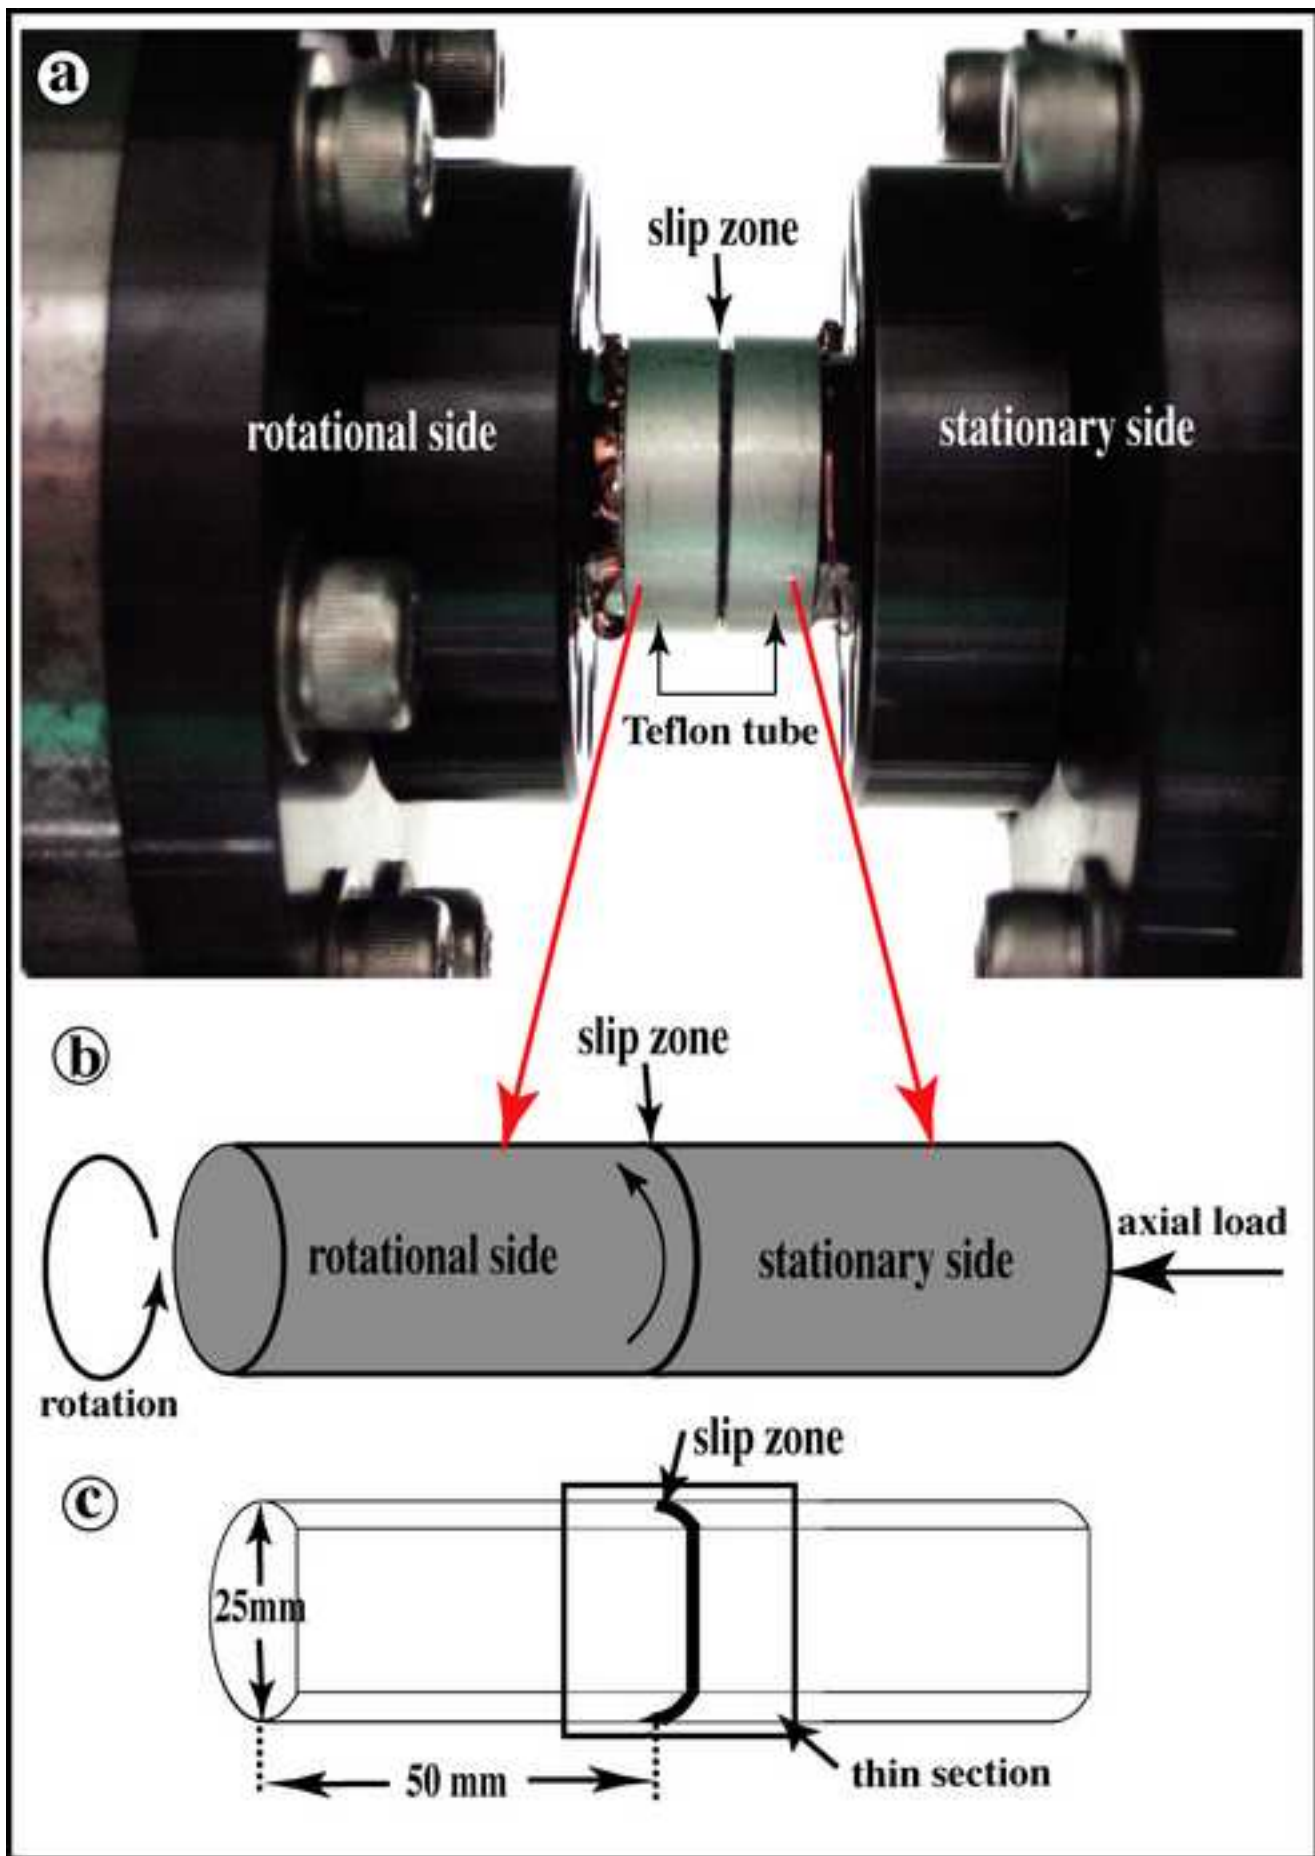 a
slip zone
rotational side
stationary side
Teflon tube
b
slip zone
rotational side
stationary side
axial load
rotation
c
slip zone
25mm
50 mm
thin section